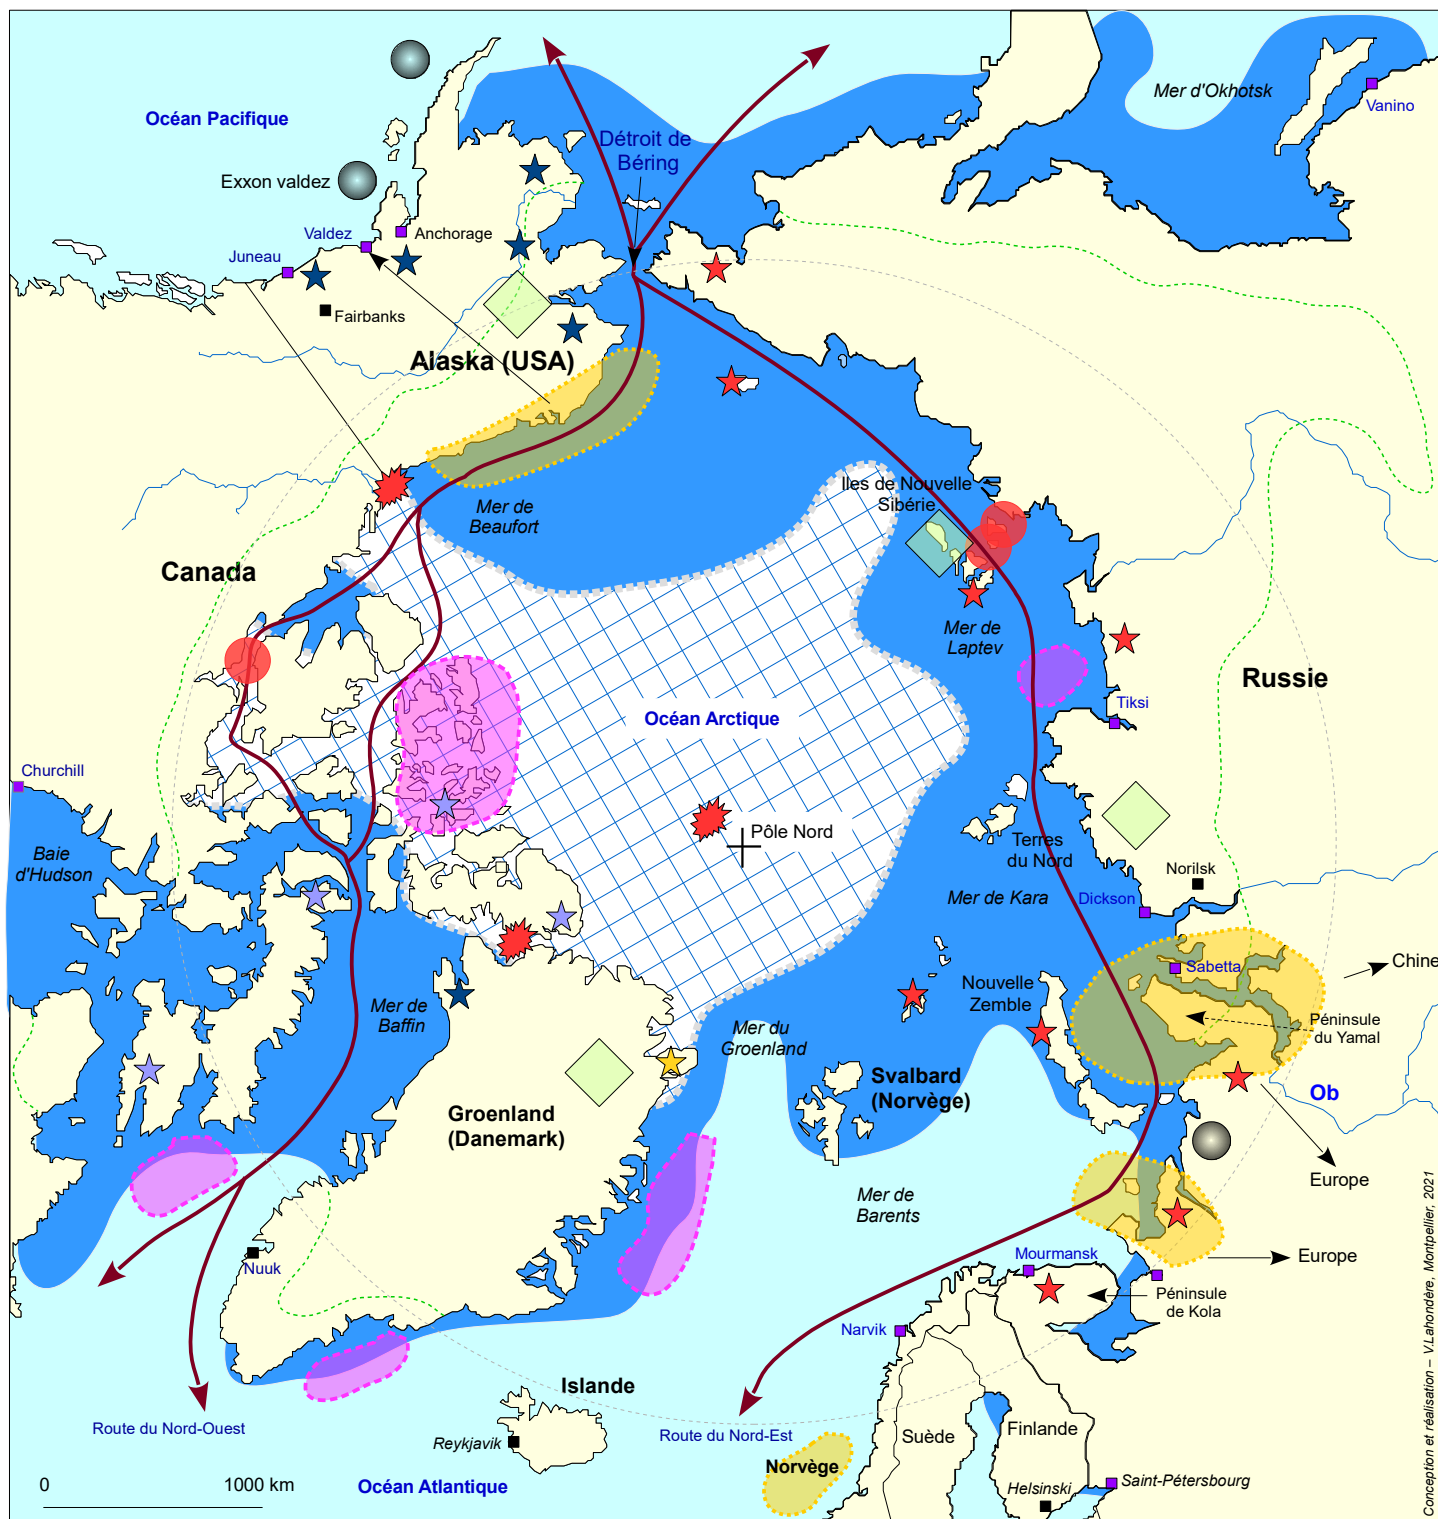 Mer d'Okhotsk
Vanino
Océan Pacifique
Détroit de
Béring
Exxon valdez
Valdez
Anchorage
Juneau
Fairbanks
Alaska (USA)
Iles de Nouvelle
Sibérie
Mer de
Beaufort
Canada
Mer de
Laptev
Russie
Tiksi
Océan Arctique
Churchill
Pôle Nord
Terres
du Nord
Baie
d'Hudson
Norilsk
Mer de Kara
Dickson
Sabetta
Chine
Nouvelle
Zemble
Mer de
Baffin
Mer du
Groenland
Péninsule
du Yamal
Svalbard
(Norvège)
Ob
Groenland
(Danemark)
Europe
Mer de
Barents
Europe
Mourmansk
Nuuk
Péninsule
de Kola
Narvik
Islande
Route du Nord-Ouest
Reykjavik
Route du Nord-Est
Suède
Finlande
Norvège
0
1000 km
Océan Atlantique
Helsinski
Saint-Pétersbourg
Conception et réalisation – V.Lahondère, Montpellier, 2021